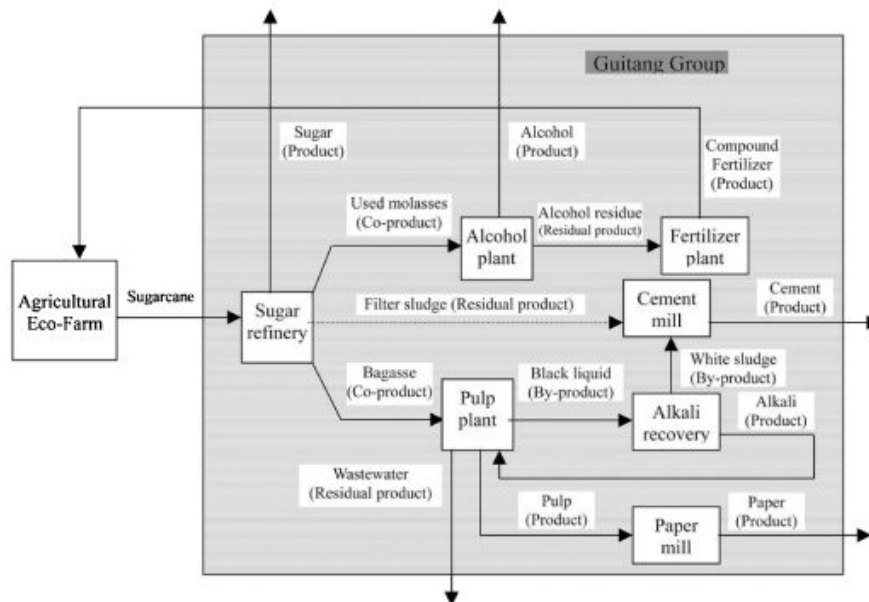 Guitang Group
Sugar
(Product)
Alcohol
(Product)
Compound
Fertilizer
(Product)
Used molasses
(Co-product)
Alcohol
plant
Alcohol residue
(Residual product)
Fertilizer
plant
Agricultural
Eco-Farm
Sugarcane
Sugar
refinery
Filter sludge (Residual product)
Cement
mill
Cement
(Product)
White sludge
(By-product)
Bagasse
(Co-product)
Pulp
plant
Black liquid
(By-product)
Alkali
recovery
Alkali
(Product)
Wastewater
(Residual product)
Pulp
(Product)
Paper
mill
Paper
(Product)